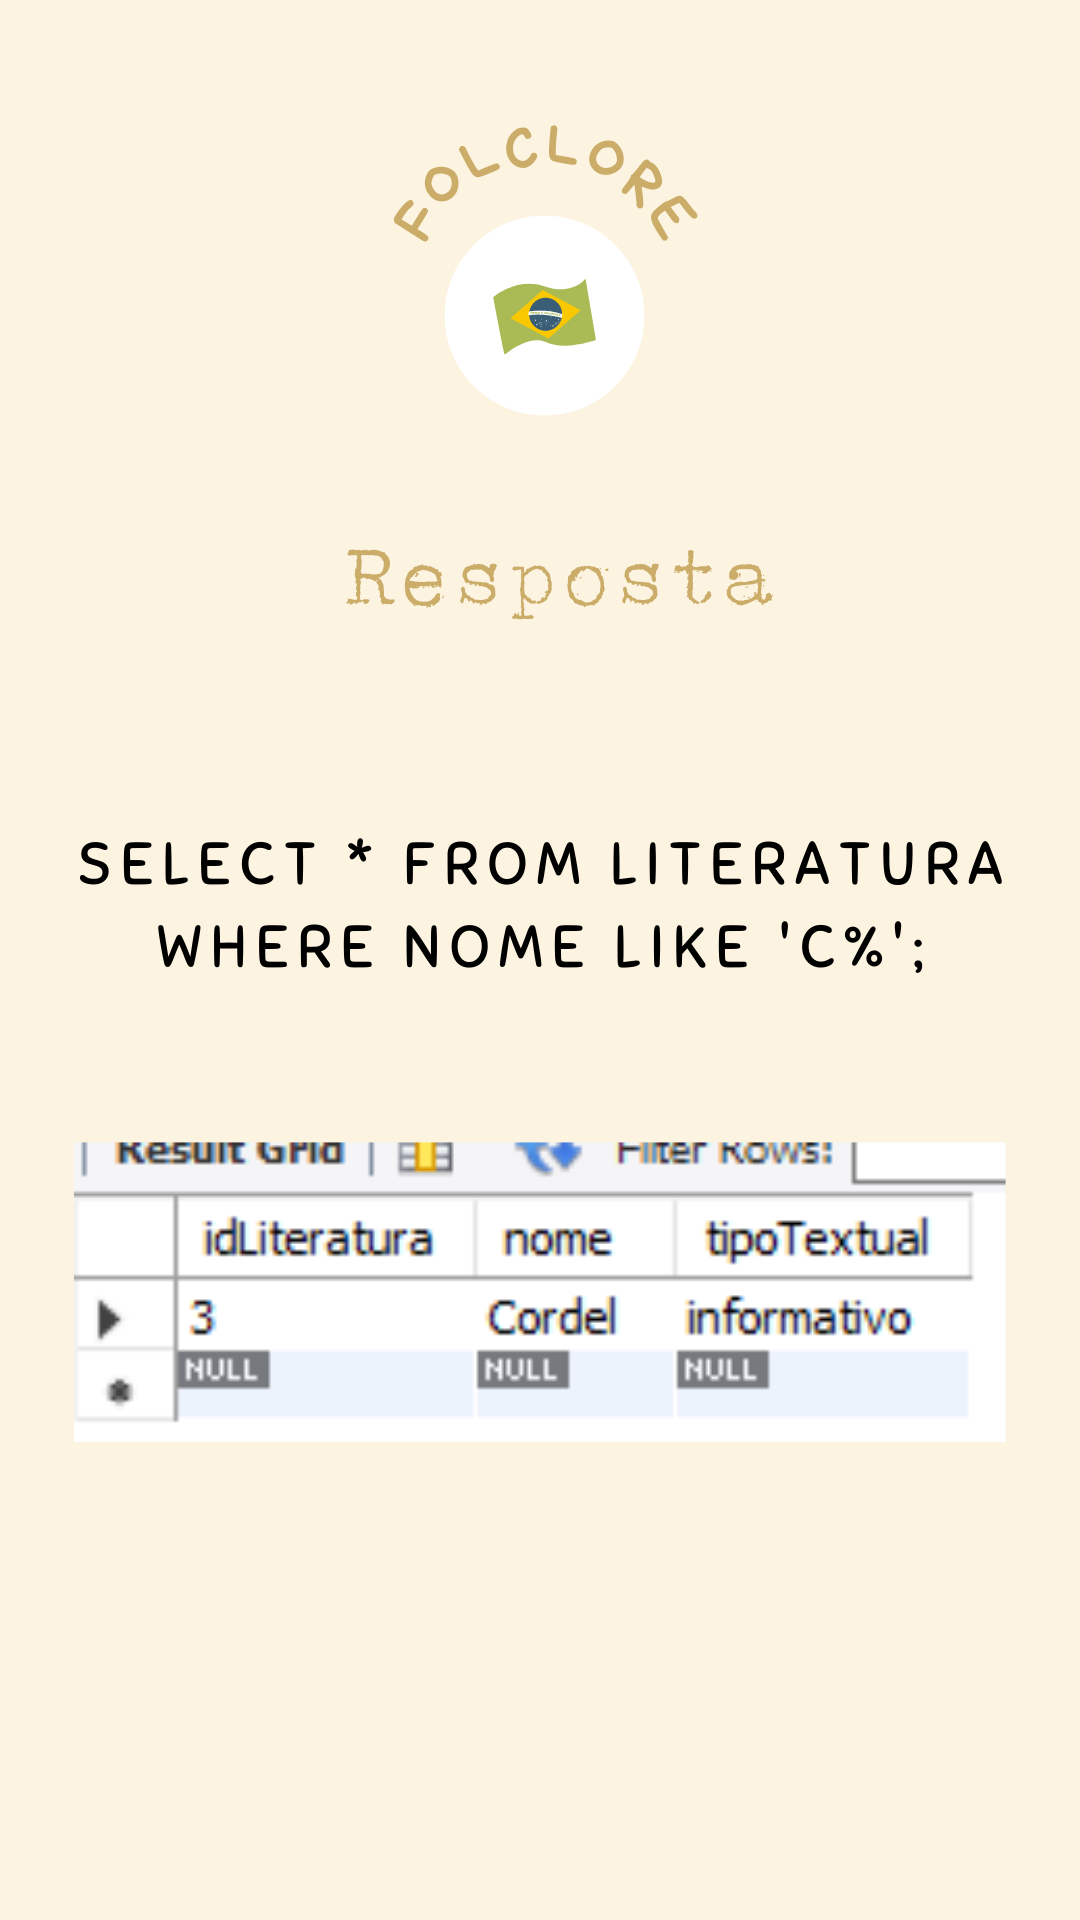 FOLCLORE
Resposta
SELECT * FROM LITERATURA
WHERE NOME LIKE 'C%';
Result Grid Filter Rows:
idLiteratura nome tipoTextual
3 Cordel informativo
NULL NULL NULL